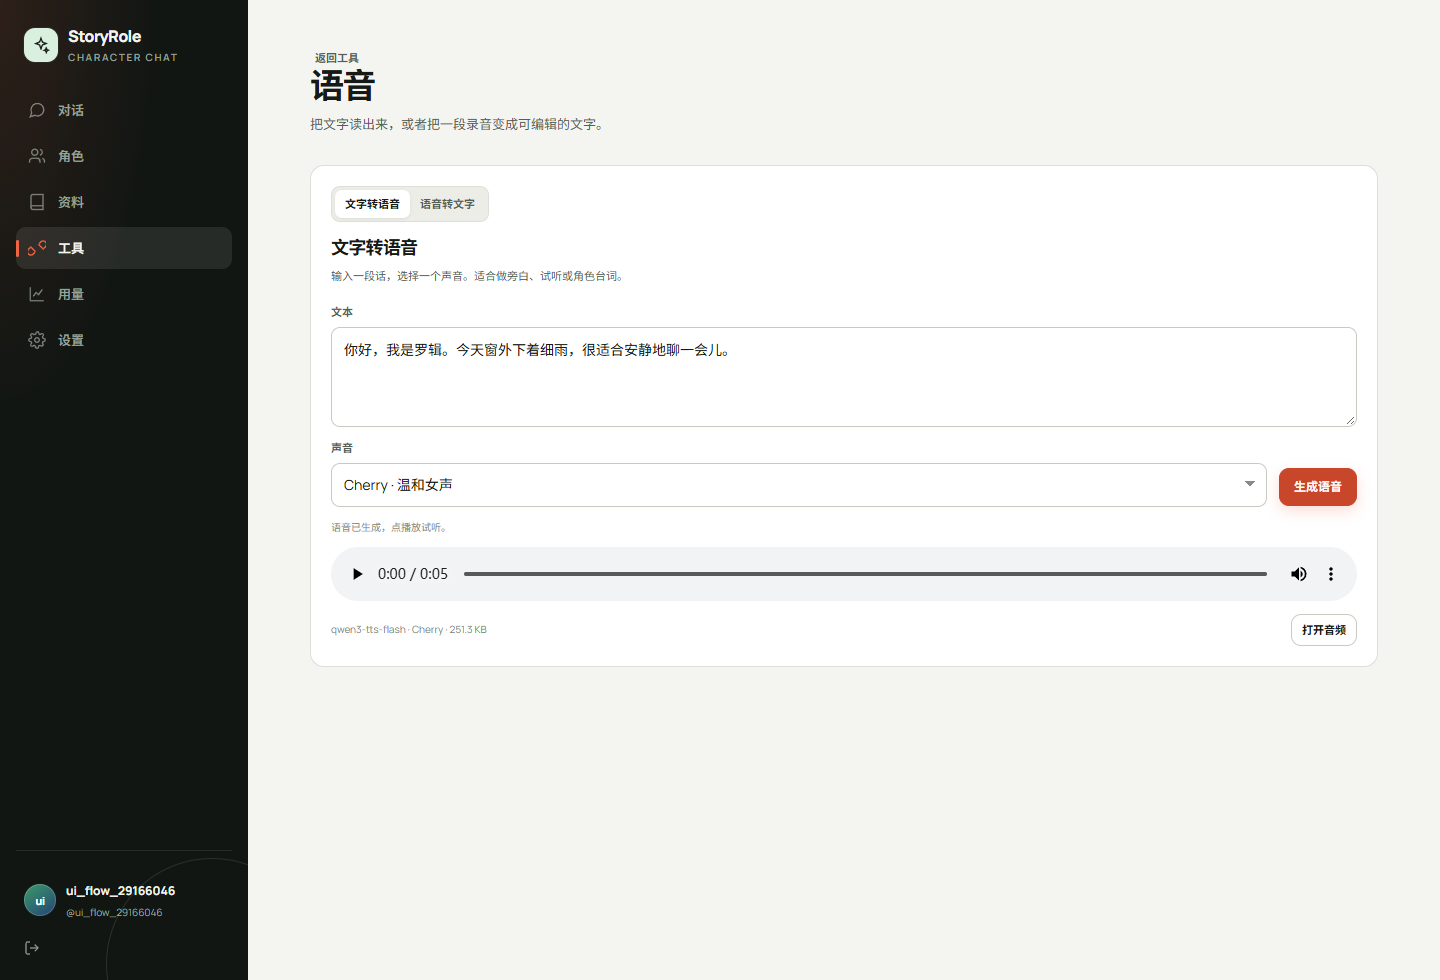 StoryRole
CHARACTER CHAT
对话
角色
资料
工具
用量
设置
ui
ui_flow_29166046
@ui_flow_29166046
返回工具
语音
把文字读出来，或者把一段录音变成可编辑的文字。
文字转语音 语音转文字
文字转语音
输入一段话，选择一个声音。适合做旁白、试听或角色台词。
文本
你好，我是罗辑。今天窗外下着细雨，很适合安静地聊一会儿。
声音
Cherry · 温和女声
生成语音
语音已生成，点播放试听。
0:00 / 0:05
qwen3-tts-flash · Cherry · 251.3 KB
打开音频